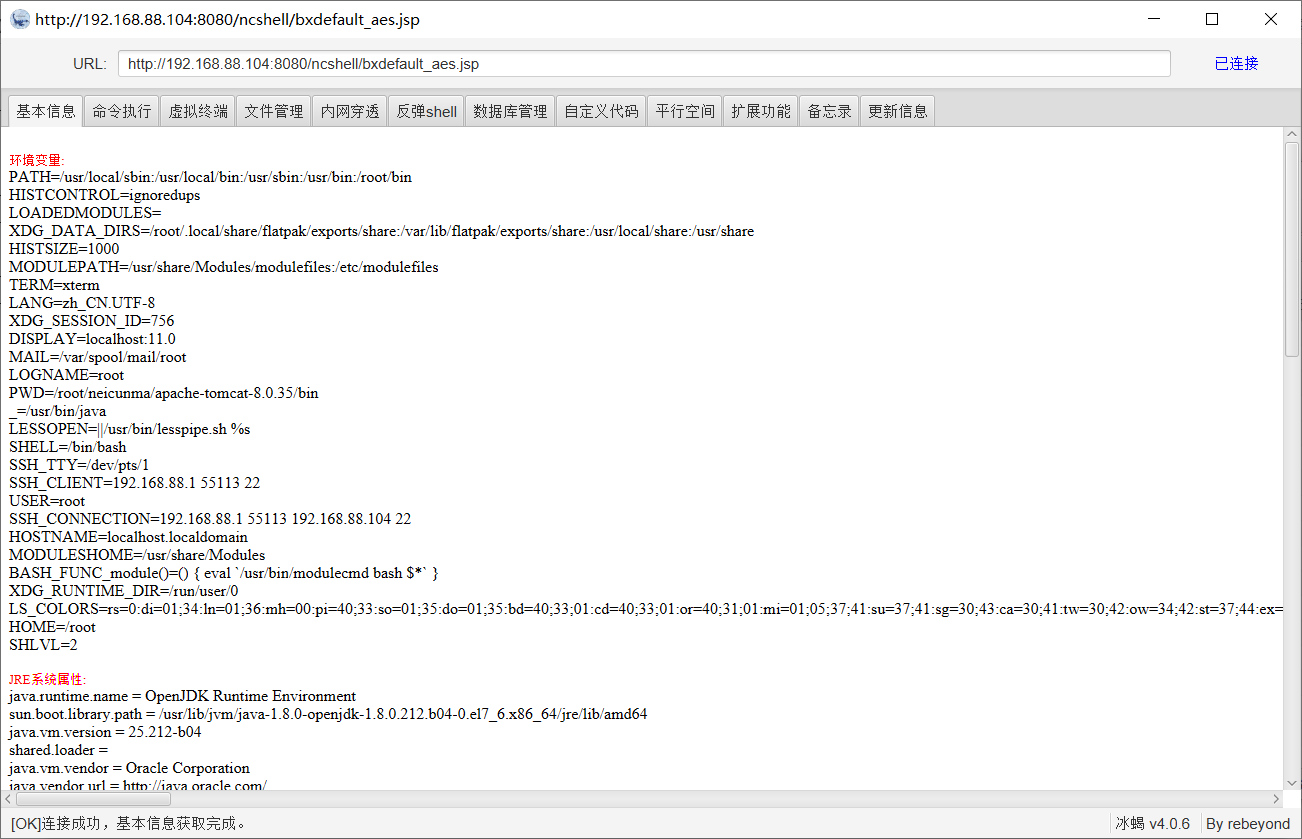 http://192.168.88.104:8080/ncshell/bxdefault_aes.jsp
URL: http://192.168.88.104:8080/ncshell/bxdefault_aes.jsp 已连接
基本信息 命令执行 虚拟终端 文件管理 内网穿透 反弹shell 数据库管理 自定义代码 平行空间 扩展功能 备忘录 更新信息
环境变量:
PATH=/usr/local/sbin:/usr/local/bin:/usr/sbin:/usr/bin:/root/bin
HISTCONTROL=ignoredups
LOADEDMODULES=
XDG_DATA_DIRS=/root/.local/share/flatpak/exports/share:/var/lib/flatpak/exports/share:/usr/local/share:/usr/share
HISTSIZE=1000
MODULEPATH=/usr/share/Modules/modulefiles:/etc/modulefiles
TERM=xterm
LANG=zh_CN.UTF-8
XDG_SESSION_ID=756
DISPLAY=localhost:11.0
MAIL=/var/spool/mail/root
LOGNAME=root
PWD=/root/neicunma/apache-tomcat-8.0.35/bin
_=/usr/bin/java
LESSOPEN=||/usr/bin/lesspipe.sh %s
SHELL=/bin/bash
SSH_TTY=/dev/pts/1
SSH_CLIENT=192.168.88.1 55113 22
USER=root
SSH_CONNECTION=192.168.88.1 55113 192.168.88.104 22
HOSTNAME=localhost.localdomain
MODULESHOME=/usr/share/Modules
BASH_FUNC_module()=() { eval `/usr/bin/modulecmd bash $*` }
XDG_RUNTIME_DIR=/run/user/0
LS_COLORS=rs=0:di=01;34:ln=01;36:mh=00:pi=40;33:so=01;35:do=01;35:bd=40;33;01:cd=40;33;01:or=40;31;01:mi=01;05;37;41:su=37;41:sg=30;43:ca=30;41:tw=30;42:ow=34;42:st=37;44:ex=
HOME=/root
SHLVL=2
JRE系统属性:
java.runtime.name = OpenJDK Runtime Environment
sun.boot.library.path = /usr/lib/jvm/java-1.8.0-openjdk-1.8.0.212.b04-0.el7_6.x86_64/jre/lib/amd64
java.vm.version = 25.212-b04
shared.loader =
java.vm.vendor = Oracle Corporation
java.vendor.url = http://java.oracle.com/
[OK]连接成功，基本信息获取完成。 冰蝎 v4.0.6 By rebeyond